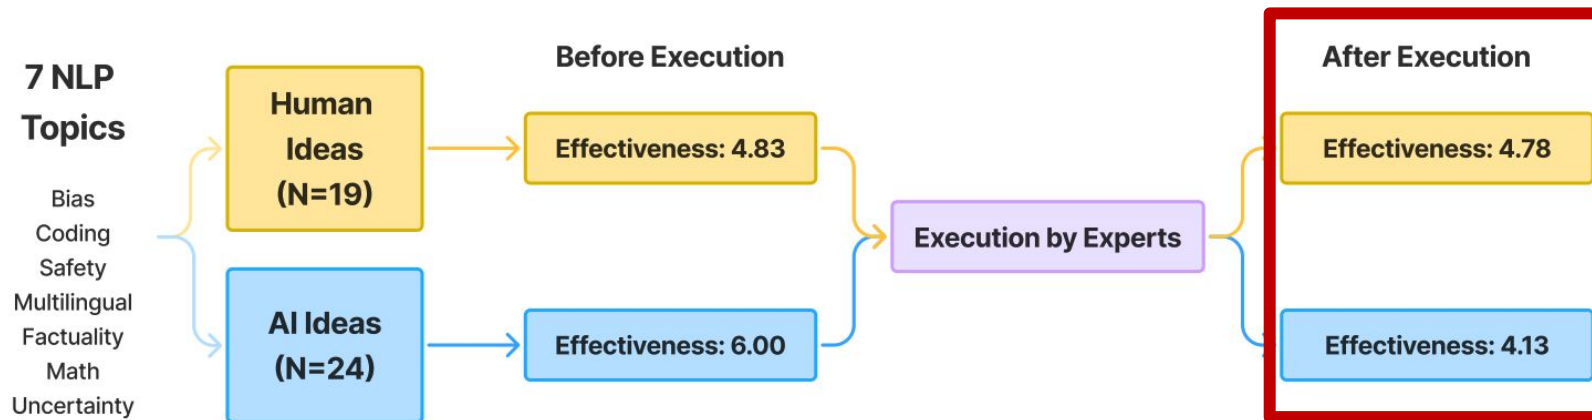 7 NLP
Topics
Bias
Coding
Safety
Multilingual
Factuality
Math
Uncertainty
Human
Ideas
(N=19)
AI Ideas
(N=24)
Before Execution
Effectiveness: 4.83
Effectiveness: 6.00
Execution by Experts
After Execution
Effectiveness: 4.78
Effectiveness: 4.13